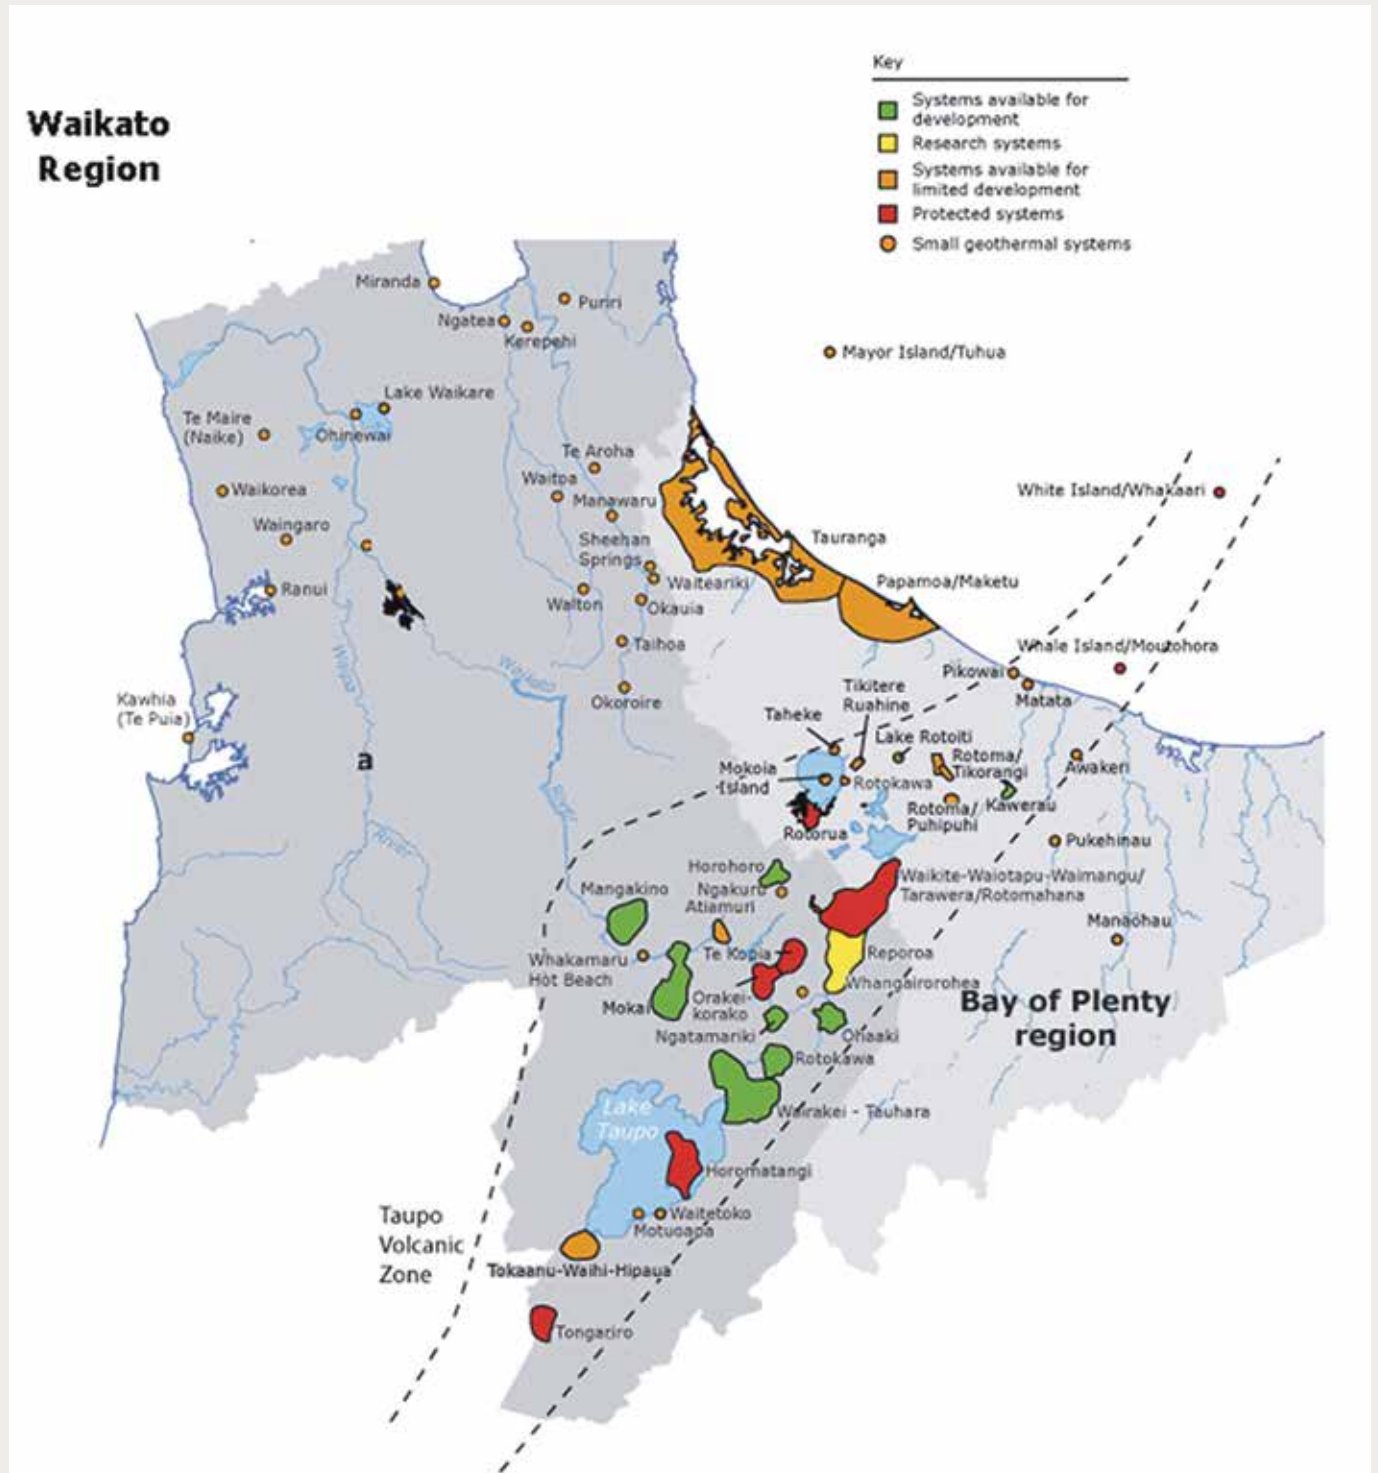 Waikato
Region
Key
Systems available for
development
Research systems
Systems available for
limited development
Protected systems
Small geothermal systems
Miranda
Puriri
Ngatea
Kerepehi
Mayor Island/Tuhua
Lake Waikare
Te Maire
(Naike)
Ohinewai
Te Aroha
Waitoa
Waikorea
Manawaru
White Island/Whakaari
Waingaro
Sheehan
Springs
Tauranga
Waiteariki
Papamoa/Maketu
Ranui
Walton
Okauia
Taihoa
Whale Island/Moutohora
Waipa
Waikato
Pikowai
Matata
Okoroire
Kawhia
(Te Puia)
Tikitere
Ruahine
Taheke
Lake Rotoiti
Rotoma/
Tikorangi
Awakeri
a
Mokoia
Island
Rotokawa
River
Rotoma/
Puhipuhi
Kawerau
Rotorua
Pukehinau
River
Horohoro
Waikite-Waiotapu-Waimangu/
Tarawera/Rotomahana
Mangakino
Ngakuru
Atiamuri
Manaohau
Whakamaru
Hot Beach
Te Kopia
Reporoa
Whangairorohea
Mokai
Orakei-
korako
Bay of Plenty
region
Ngatamariki
Ohaaki
Rotokawa
Lake
Taupo
Wairakei - Tauhara
Horomatangi
Waitetoko
Motuoapa
Taupo
Volcanic
Zone
Tokaanu-Waihi-Hipaua
Tongariro